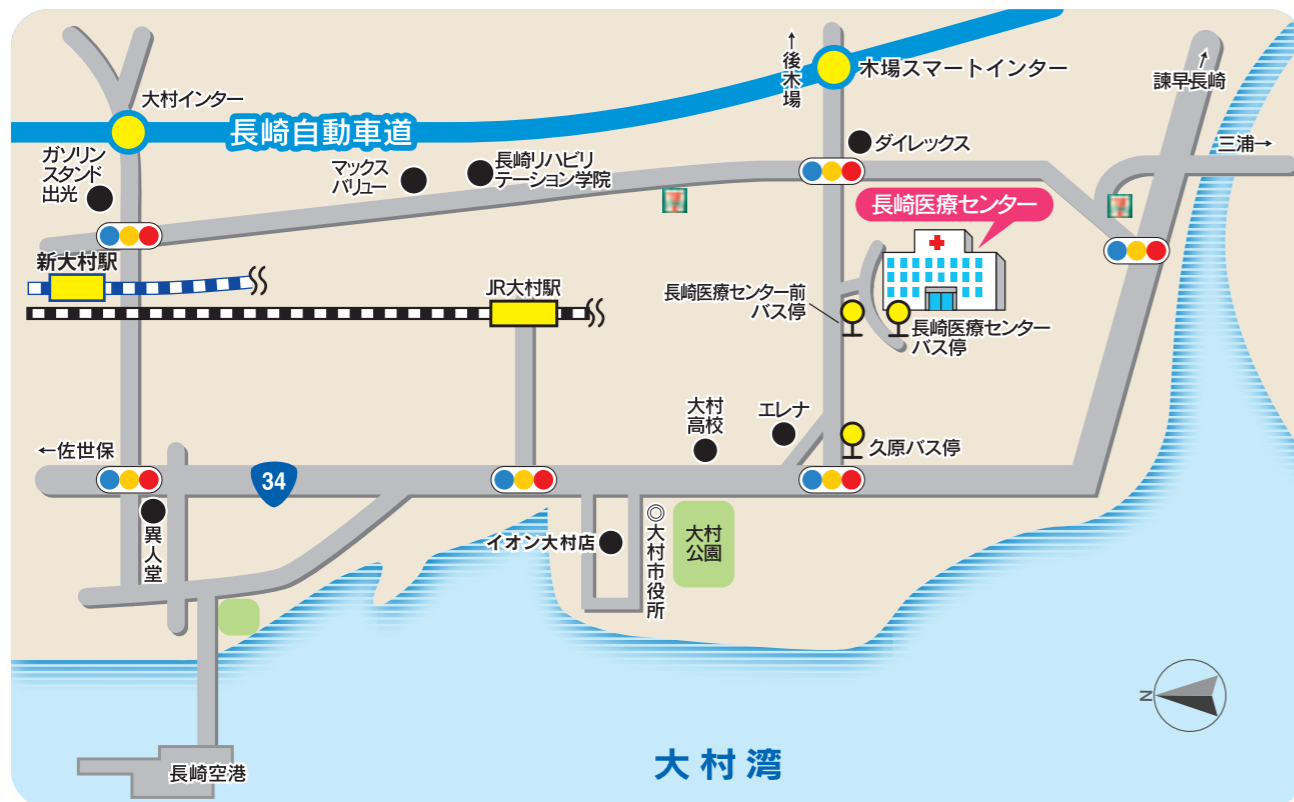 ↑後木場
木場スマートインター
諫早長崎↑
大村インター
長崎自動車道
ガソリン
スタンド
出光
マックス
バリュー
長崎リハビリ
テーション学院
ダイレックス
三浦→
長崎医療センター
新大村駅
JR大村駅
長崎医療センター前
バス停
長崎医療センター
バス停
大村
高校
エレナ
久原バス停
←佐世保
34
異人堂
イオン大村店
◎大村市役所
大村
公園
N
大村湾
長崎空港